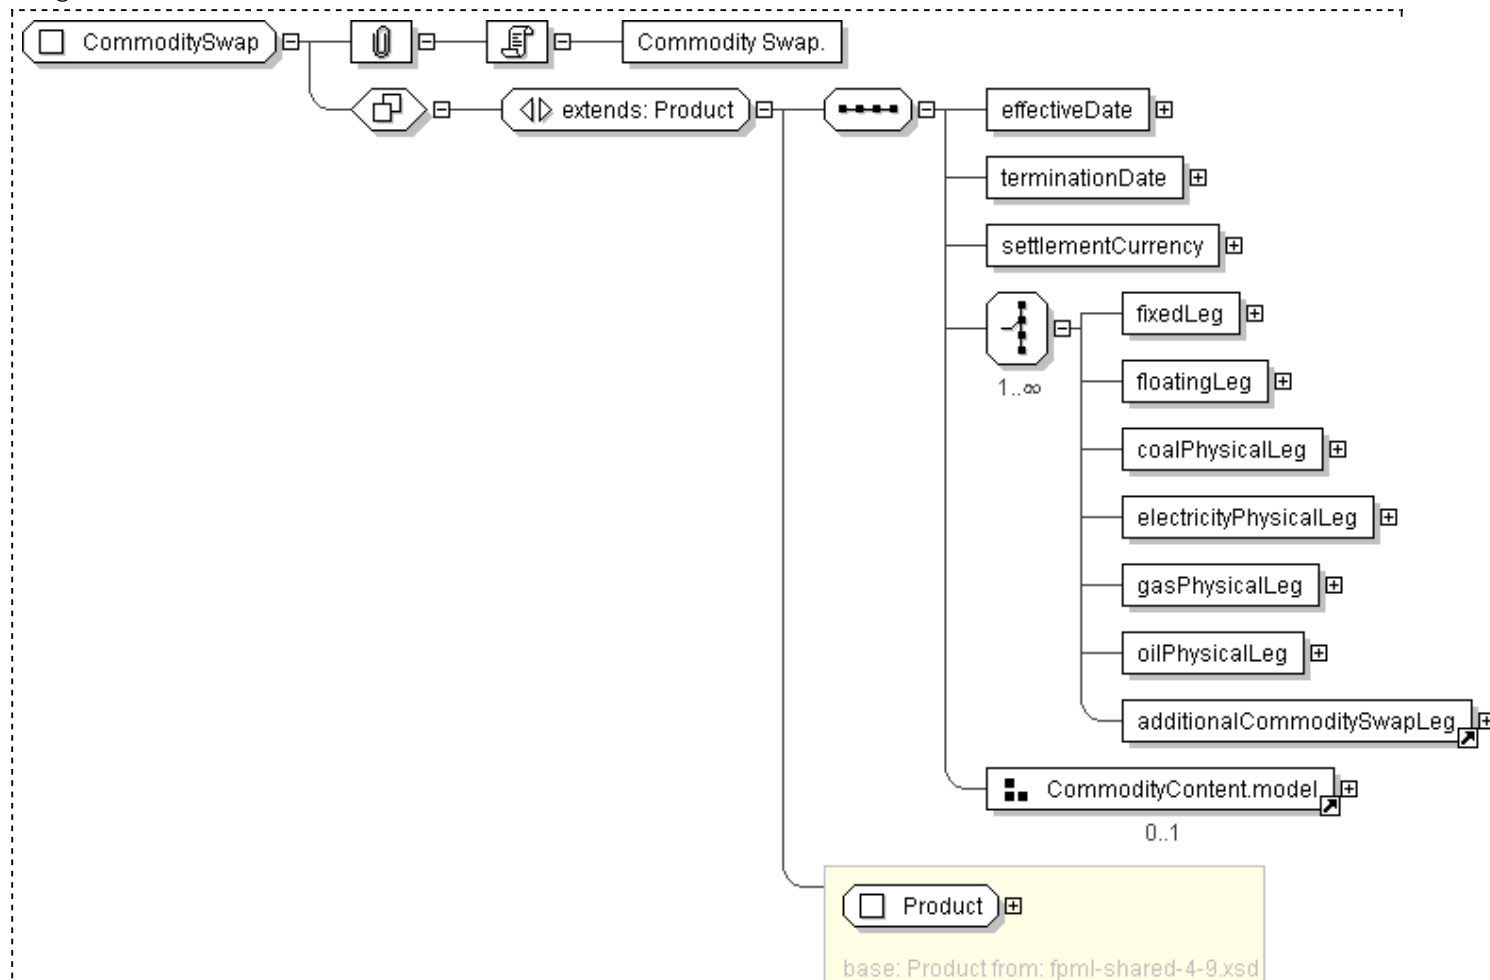 CommoditySwap
Commodity Swap.
extends: Product
effectiveDate
terminationDate
settlementCurrency
fixedLeg
1..∞
floatingLeg
coalPhysicalLeg
electricityPhysicalLeg
gasPhysicalLeg
oilPhysicalLeg
additionalCommoditySwapLeg
CommodityContent.model
0..1
Product
base: Product from: fpml-shared-4-9.xsd